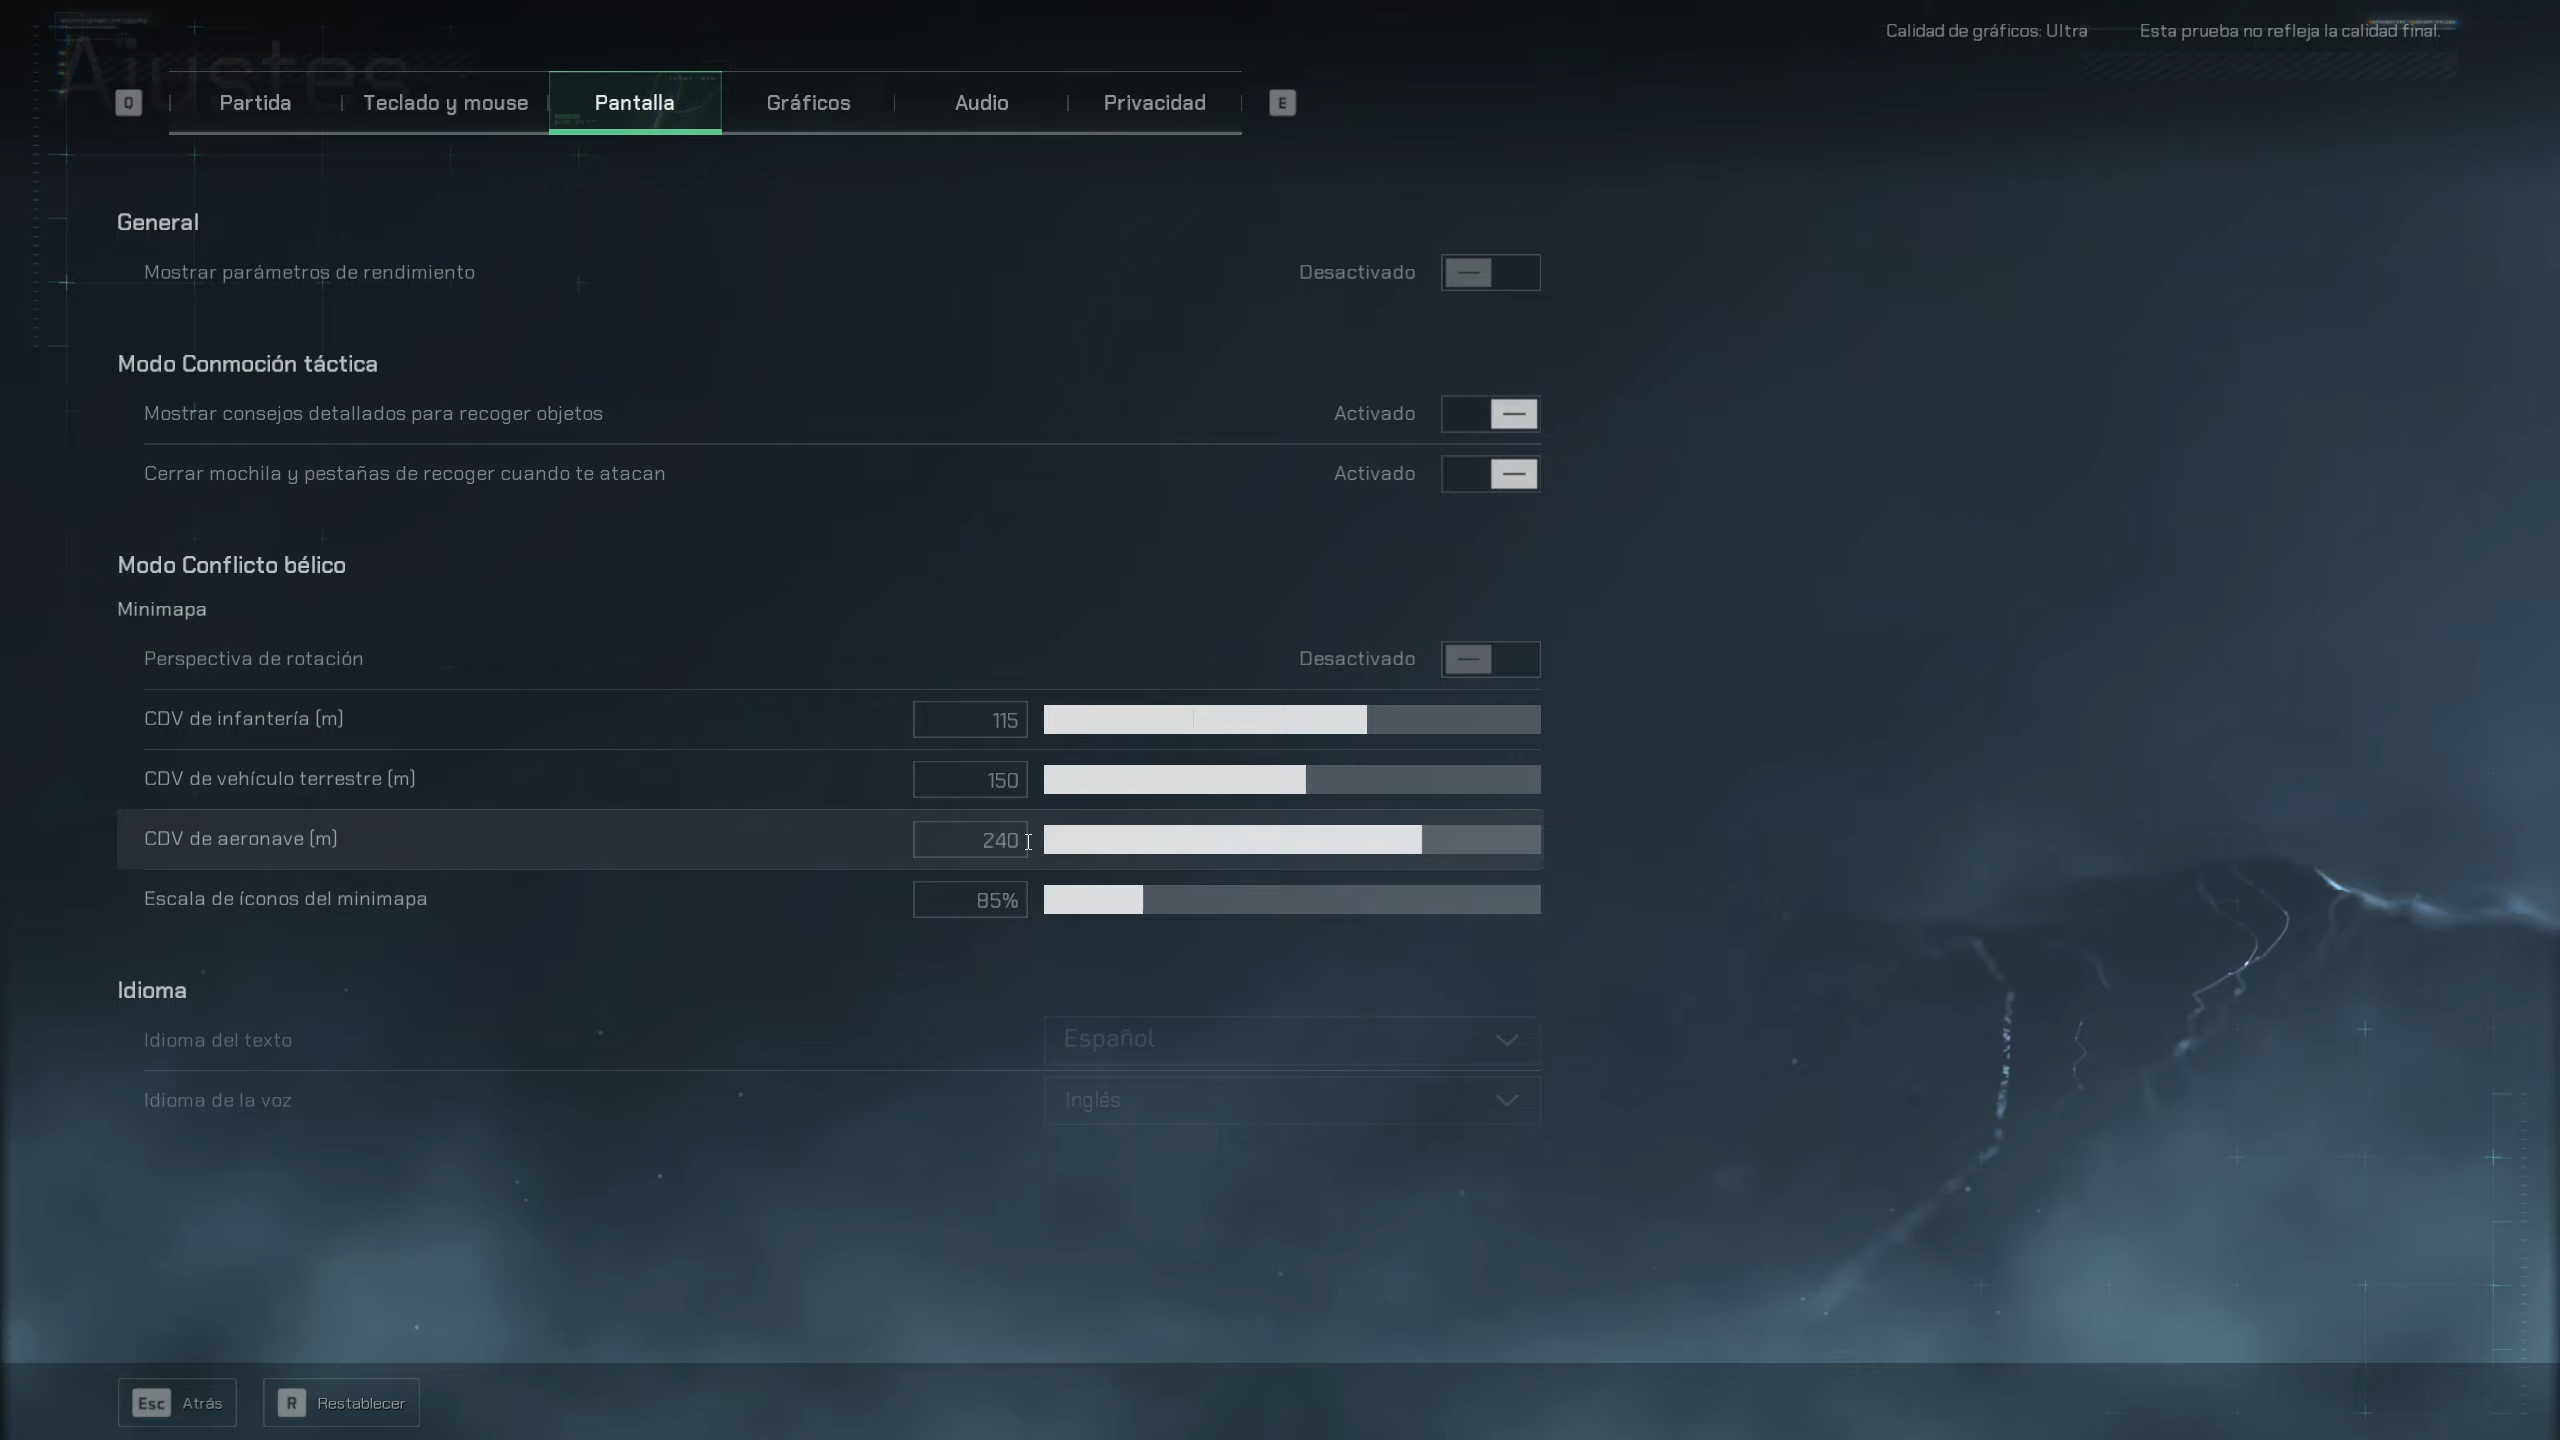 Ajustes
Calidad de gráficos: Ultra
Esta prueba no refleja la calidad final.
Q
Partida
Teclado y mouse
Pantalla
Gráficos
Audio
Privacidad
E
General
Mostrar parámetros de rendimiento
Desactivado
Modo Conmoción táctica
Mostrar consejos detallados para recoger objetos
Activado
Cerrar mochila y pestañas de recoger cuando te atacan
Activado
Modo Conflicto bélico
Minimapa
Perspectiva de rotación
Desactivado
CDV de infantería (m)
115
CDV de vehículo terrestre (m)
150
CDV de aeronave (m)
240
Escala de íconos del minimapa
85%
Idioma
Idioma del texto
Español
Idioma de la voz
Inglés
Esc Atrás
R Restablecer